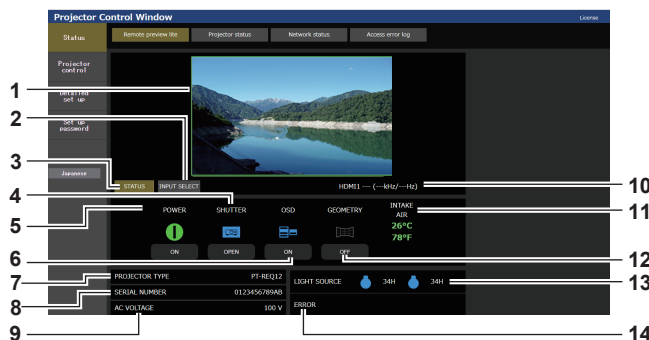 Projector Control Window
License
Status
Remote preview lite
Projector status
Network status
Access error log
Projector
control
Detailed
set up
Set up
password
Japanese
1
2
3
4
5
6
7
8
9
STATUS
INPUT SELECT
HDMI1 --- (---kHz/---Hz)
10
POWER
SHUTTER
OSD
GEOMETRY
INTAKE
AIR
26°C
78°F
11
ON
OPEN
ON
OFF
12
PROJECTOR TYPE PT-REQ12
SERIAL NUMBER 0123456789AB
AC VOLTAGE 100 V
LIGHT SOURCE 34H 34H
13
ERROR
14